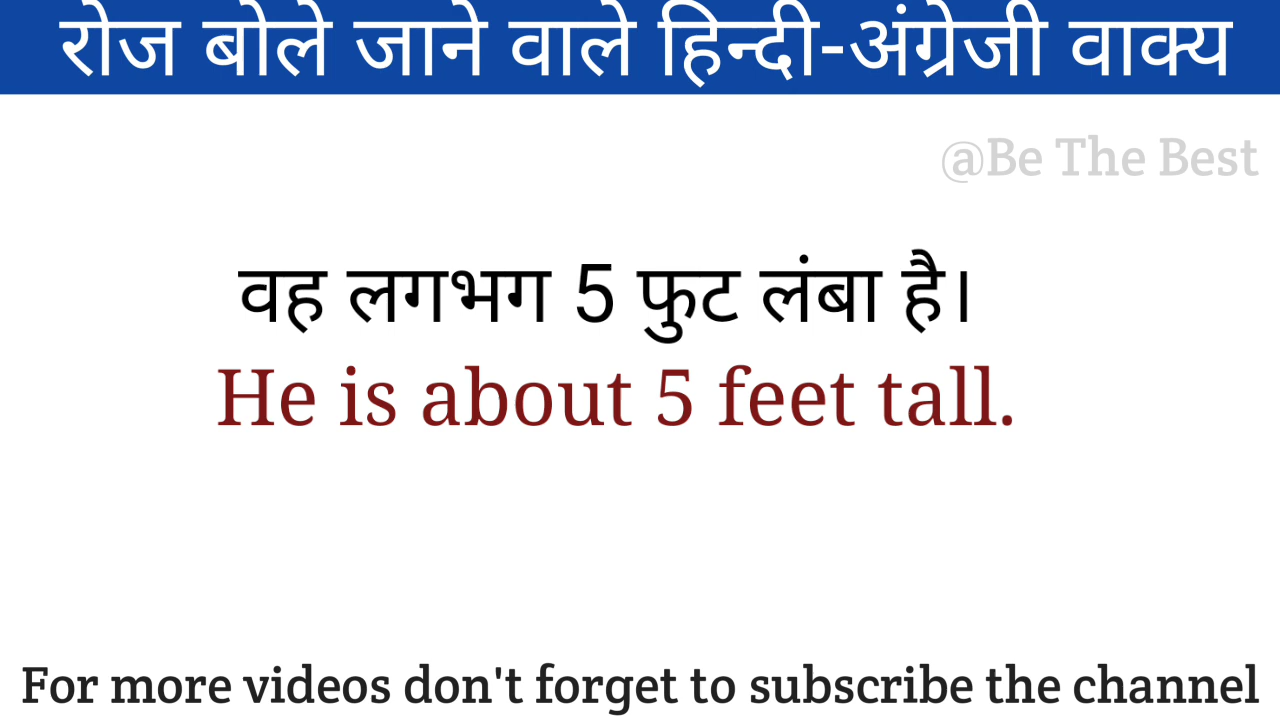 रोज बोले जाने वाले हिन्दी-अंग्रेजी वाक्य
@Be The Best
वह लगभग 5 फुट लंबा है।
He is about 5 feet tall.
For more videos don't forget to subscribe the channel